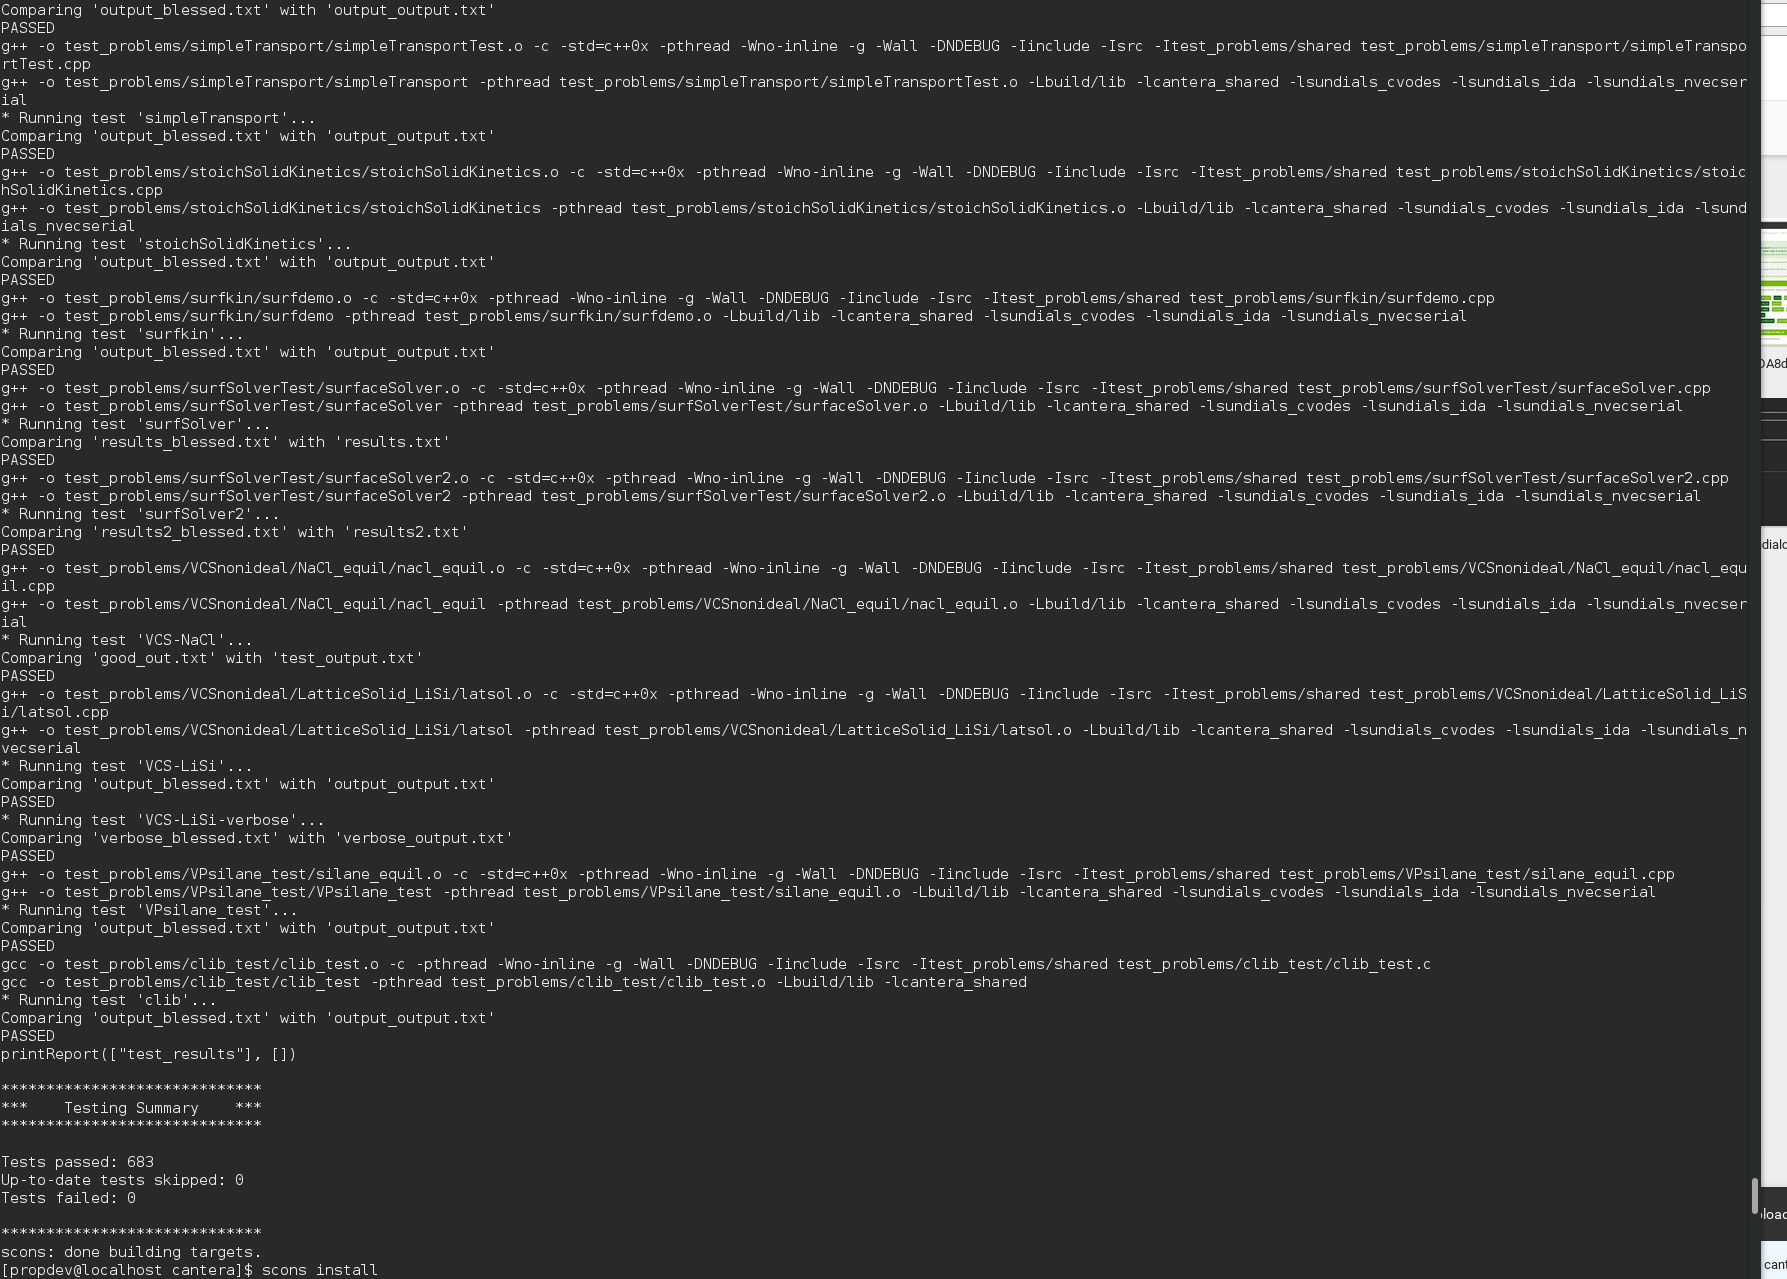 Comparing 'output_blessed.txt' with 'output_output.txt'
PASSED
g++ -o test_problems/simpleTransport/simpleTransportTest.o -c -std=c++0x -pthread -Wno-inline -g -Wall -DNDEBUG -Iinclude -Isrc -Itest_problems/shared test_problems/simpleTransport/simpleTranspo
rtTest.cpp
g++ -o test_problems/simpleTransport/simpleTransport -pthread test_problems/simpleTransport/simpleTransportTest.o -Lbuild/lib -lcantera_shared -lsundials_cvodes -lsundials_ida -lsundials_nvecser
ial
* Running test 'simpleTransport'...
Comparing 'output_blessed.txt' with 'output_output.txt'
PASSED
g++ -o test_problems/stoichSolidKinetics/stoichSolidKinetics.o -c -std=c++0x -pthread -Wno-inline -g -Wall -DNDEBUG -Iinclude -Isrc -Itest_problems/shared test_problems/stoichSolidKinetics/stoic
hSolidKinetics.cpp
g++ -o test_problems/stoichSolidKinetics/stoichSolidKinetics -pthread test_problems/stoichSolidKinetics/stoichSolidKinetics.o -Lbuild/lib -lcantera_shared -lsundials_cvodes -lsundials_ida -lsund
ials_nvecserial
* Running test 'stoichSolidKinetics'...
Comparing 'output_blessed.txt' with 'output_output.txt'
PASSED
g++ -o test_problems/surfkin/surfdemo.o -c -std=c++0x -pthread -Wno-inline -g -Wall -DNDEBUG -Iinclude -Isrc -Itest_problems/shared test_problems/surfkin/surfdemo.cpp
g++ -o test_problems/surfkin/surfdemo -pthread test_problems/surfkin/surfdemo.o -Lbuild/lib -lcantera_shared -lsundials_cvodes -lsundials_ida -lsundials_nvecserial
* Running test 'surfkin'...
Comparing 'output_blessed.txt' with 'output_output.txt'
PASSED
g++ -o test_problems/surfSolverTest/surfaceSolver.o -c -std=c++0x -pthread -Wno-inline -g -Wall -DNDEBUG -Iinclude -Isrc -Itest_problems/shared test_problems/surfSolverTest/surfaceSolver.cpp
g++ -o test_problems/surfSolverTest/surfaceSolver -pthread test_problems/surfSolverTest/surfaceSolver.o -Lbuild/lib -lcantera_shared -lsundials_cvodes -lsundials_ida -lsundials_nvecserial
* Running test 'surfSolver'...
Comparing 'results_blessed.txt' with 'results.txt'
PASSED
g++ -o test_problems/surfSolverTest/surfaceSolver2.o -c -std=c++0x -pthread -Wno-inline -g -Wall -DNDEBUG -Iinclude -Isrc -Itest_problems/shared test_problems/surfSolverTest/surfaceSolver2.cpp
g++ -o test_problems/surfSolverTest/surfaceSolver2 -pthread test_problems/surfSolverTest/surfaceSolver2.o -Lbuild/lib -lcantera_shared -lsundials_cvodes -lsundials_ida -lsundials_nvecserial
* Running test 'surfSolver2'...
Comparing 'results2_blessed.txt' with 'results2.txt'
PASSED
g++ -o test_problems/VCSnonideal/NaCl_equil/nacl_equil.o -c -std=c++0x -pthread -Wno-inline -g -Wall -DNDEBUG -Iinclude -Isrc -Itest_problems/shared test_problems/VCSnonideal/NaCl_equil/nacl_equ
il.cpp
g++ -o test_problems/VCSnonideal/NaCl_equil/nacl_equil -pthread test_problems/VCSnonideal/NaCl_equil/nacl_equil.o -Lbuild/lib -lcantera_shared -lsundials_cvodes -lsundials_ida -lsundials_nvecser
ial
* Running test 'VCS-NaCl'...
Comparing 'good_out.txt' with 'test_output.txt'
PASSED
g++ -o test_problems/VCSnonideal/LatticeSolid_LiSi/latsol.o -c -std=c++0x -pthread -Wno-inline -g -Wall -DNDEBUG -Iinclude -Isrc -Itest_problems/shared test_problems/VCSnonideal/LatticeSolid_LiS
i/latsol.cpp
g++ -o test_problems/VCSnonideal/LatticeSolid_LiSi/latsol -pthread test_problems/VCSnonideal/LatticeSolid_LiSi/latsol.o -Lbuild/lib -lcantera_shared -lsundials_cvodes -lsundials_ida -lsundials_n
vecserial
* Running test 'VCS-LiSi'...
Comparing 'output_blessed.txt' with 'output_output.txt'
PASSED
* Running test 'VCS-LiSi-verbose'...
Comparing 'verbose_blessed.txt' with 'verbose_output.txt'
PASSED
g++ -o test_problems/VPsilane_test/silane_equil.o -c -std=c++0x -pthread -Wno-inline -g -Wall -DNDEBUG -Iinclude -Isrc -Itest_problems/shared test_problems/VPsilane_test/silane_equil.cpp
g++ -o test_problems/VPsilane_test/VPsilane_test -pthread test_problems/VPsilane_test/silane_equil.o -Lbuild/lib -lcantera_shared -lsundials_cvodes -lsundials_ida -lsundials_nvecserial
* Running test 'VPsilane_test'...
Comparing 'output_blessed.txt' with 'output_output.txt'
PASSED
gcc -o test_problems/clib_test/clib_test.o -c -pthread -Wno-inline -g -Wall -DNDEBUG -Iinclude -Isrc -Itest_problems/shared test_problems/clib_test/clib_test.c
gcc -o test_problems/clib_test/clib_test -pthread test_problems/clib_test/clib_test.o -Lbuild/lib -lcantera_shared
* Running test 'clib'...
Comparing 'output_blessed.txt' with 'output_output.txt'
PASSED
printReport(["test_results"], [])
*****************************
***    Testing Summary    ***
*****************************
Tests passed: 683
Up-to-date tests skipped: 0
Tests failed: 0
*****************************
scons: done building targets.
[propdev@localhost cantera]$ scons install